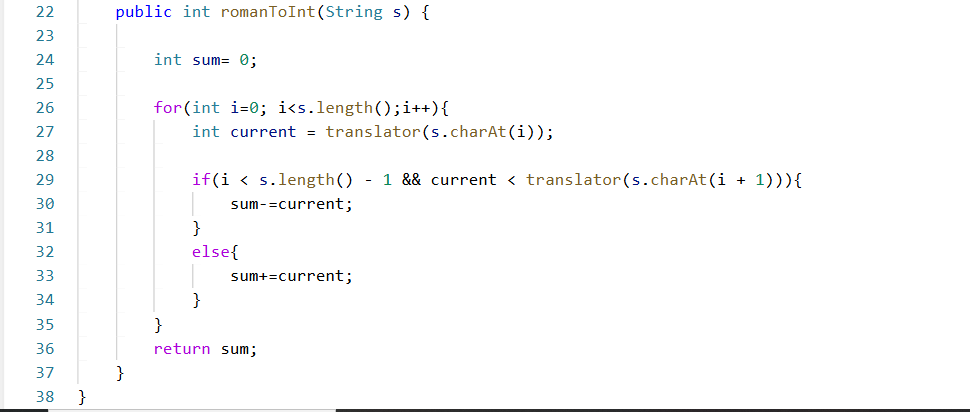 22 public int romanToInt(String s) {
23
24 int sum= 0;
25
26 for(int i=0; i<s.length();i++){
27 int current = translator(s.charAt(i));
28
29 if(i < s.length() - 1 && current < translator(s.charAt(i + 1))){
30 sum-=current;
31 }
32 else{
33 sum+=current;
34 }
35 }
36 return sum;
37 }
38 }